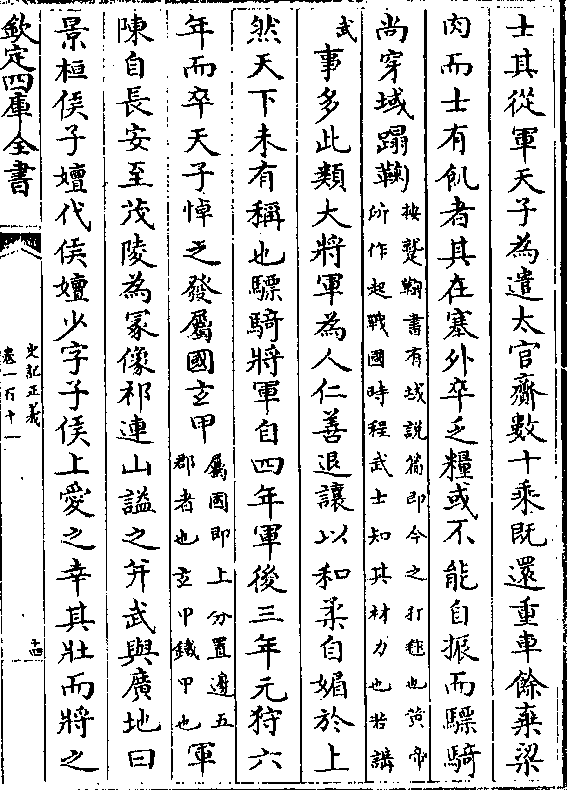 士其從軍天子為遣太官齎數十乘既還重車餘棄粱
肉而士有飢者其在塞外卒乏糧或不能自振而驃騎
尚穿域蹋鞠
按蹵鞠書有域說篇即今之打毬也黃帝
所作起戰國時程武士知其材力也若講
武
事多此類大將軍為人仁善退讓以和柔自媚於上
然天下未有稱也驃騎將軍自四年軍後三年元狩六
年而卒天子悼之發屬國玄甲
屬國即上分置邊五
郡者也玄甲鐵甲也
軍
陳自長安至茂陵為冢像祁連山謚之并武與廣地曰
景桓侯子嬗代侯嬗少字子侯上愛之幸其壯而將之
欽定四庫全書
史記正義
卷一百十一